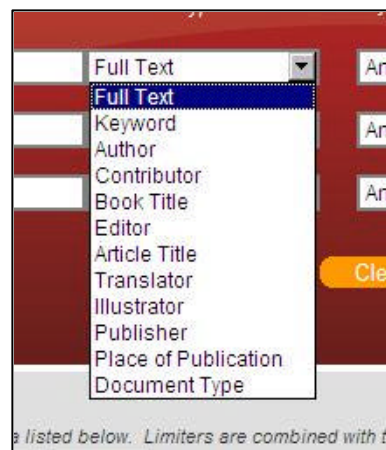 Full Text
Full Text
Keyword
Author
Contributor
Book Title
Editor
Article Title
Translator
Illustrator
Publisher
Place of Publication
Document Type
listed below. Limiters are combined with